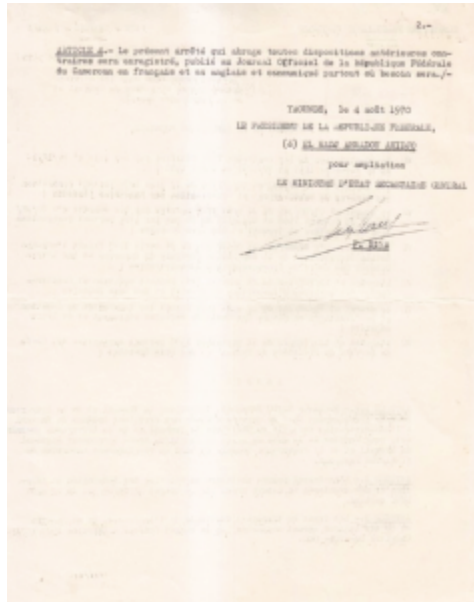 2.-
ARTICLE 4.- Le présent arrêté qui abroge toutes dispositions antérieures con-
traires sera enregistré, publié au Journal Officiel de la République Fédérale
du Cameroun en français et en anglais et communiqué partout où besoin sera./-
YAOUNDE, le 4 août 1970
LE PRESIDENT DE LA REPUBLIQUE FEDERALE,
(é) EL HADJ AHMADOU AHIDJO
pour ampliation
LE MINISTRE D'ETAT SECRETAIRE GENERAL